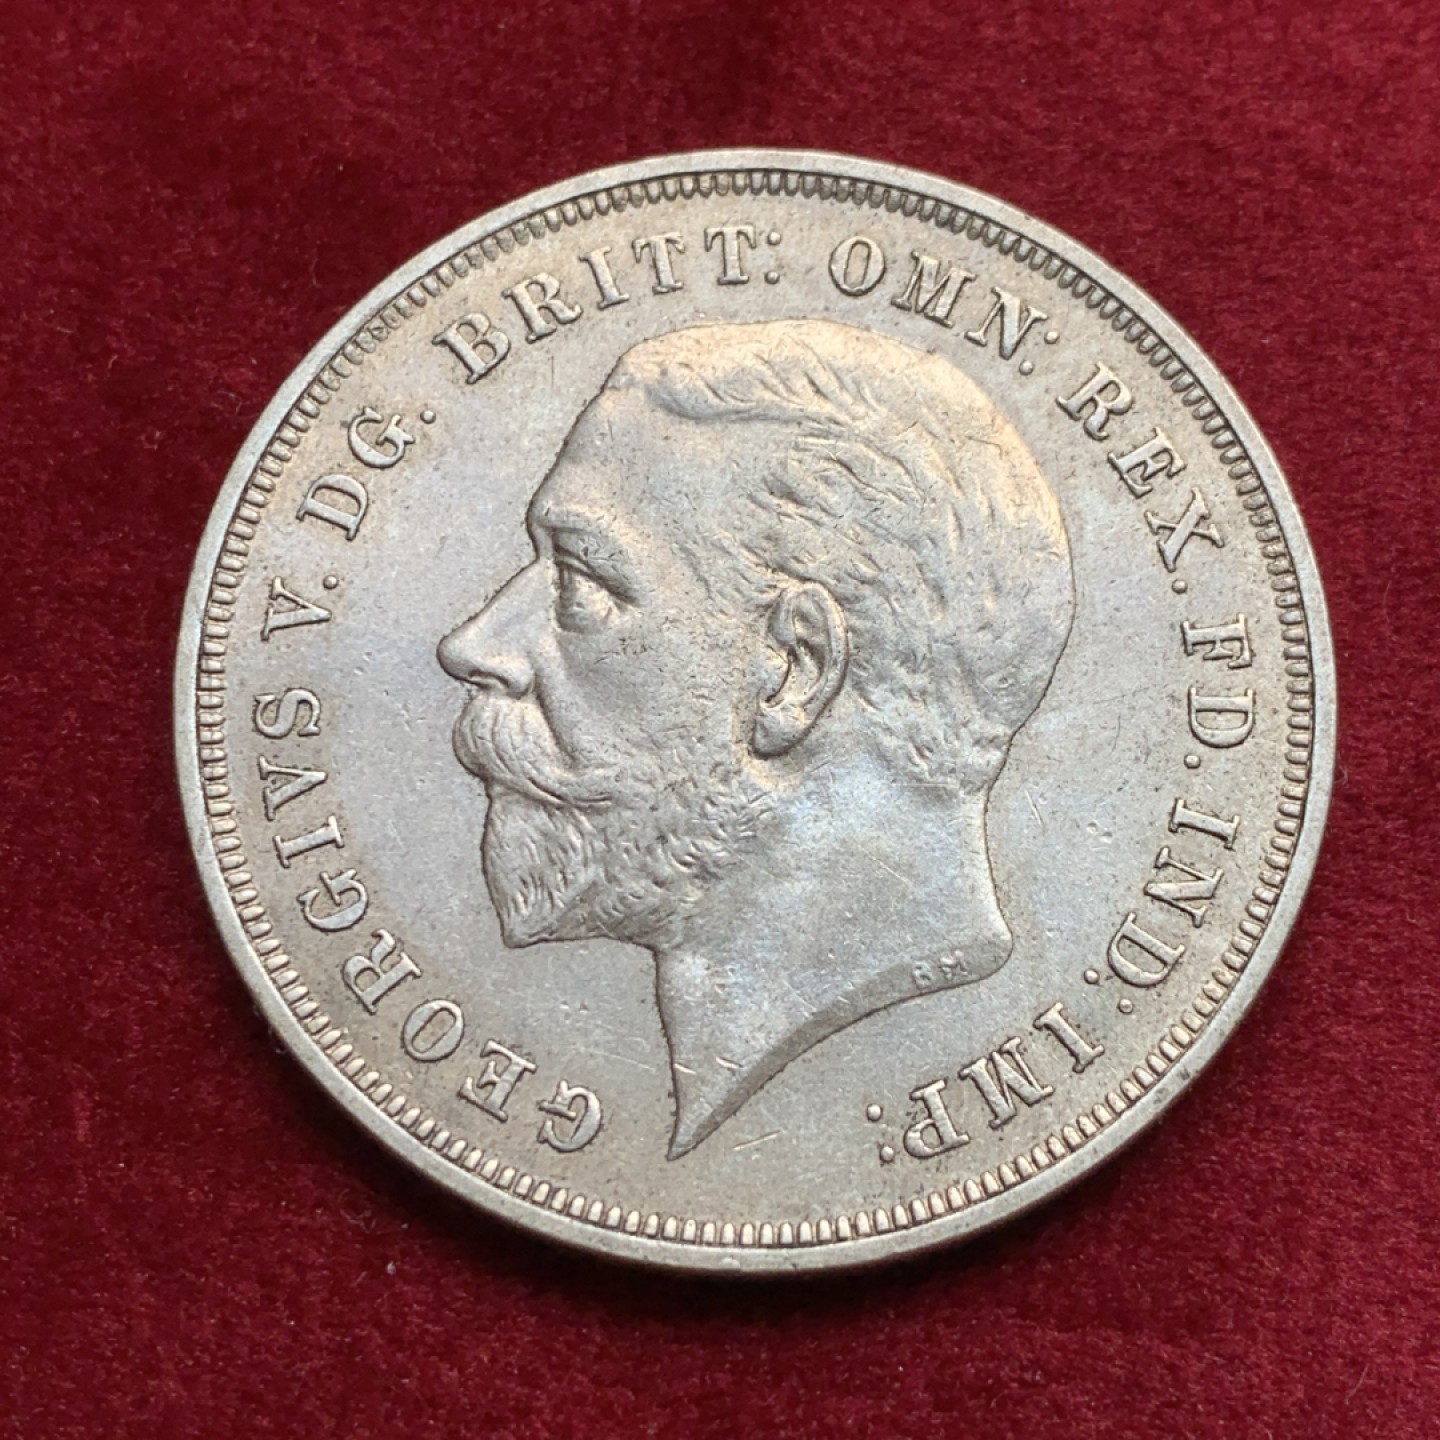 GEORGIVS V. DG. BRITT: OMN: REX. FD. IND: IMP:
BM